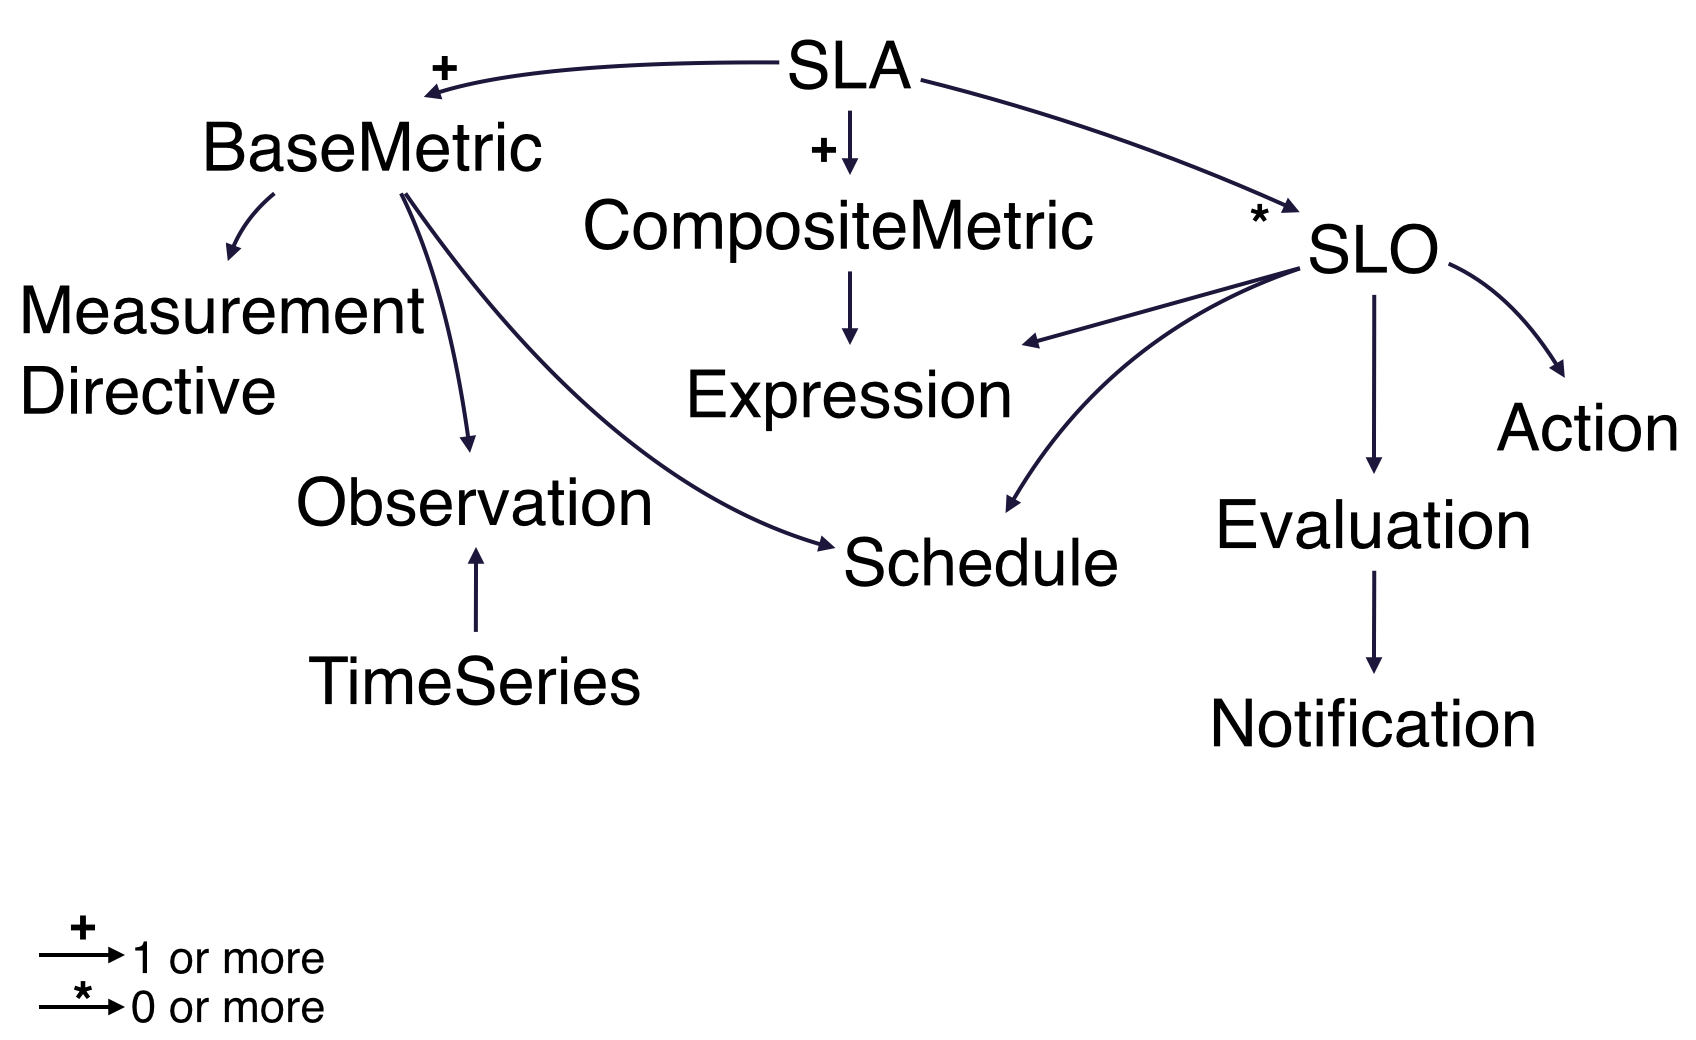 SLA
+
BaseMetric
+
CompositeMetric
*
SLO
Measurement
Directive
Expression
Action
Observation
Evaluation
Schedule
TimeSeries
Notification
+
1 or more
*
0 or more